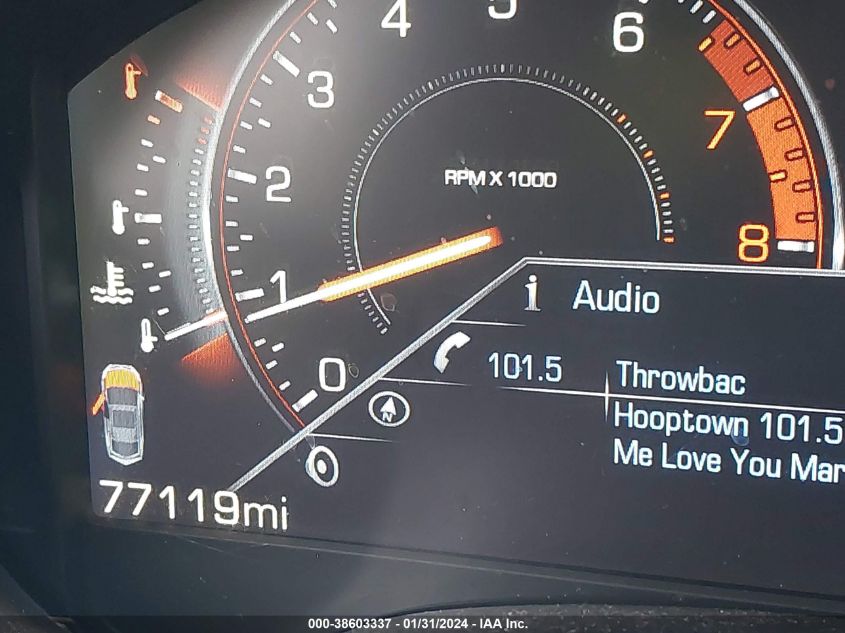 4
5
6
3
7
RPM X 1000
2
8
1
i Audio
0
101.5 Throwbac
Hooptown 101.5
Me Love You Mar
N
77119mi
000-38603337 - 01/31/2024 - IAA Inc.